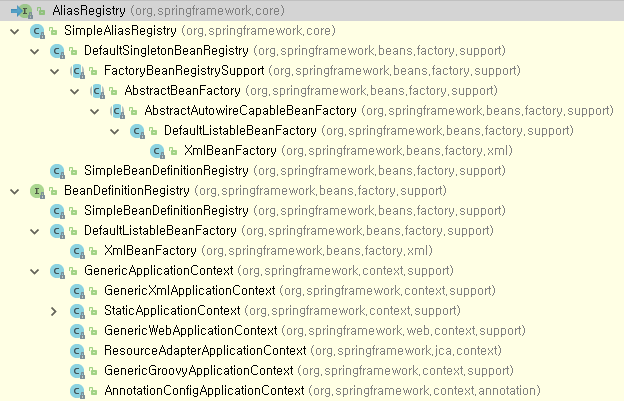 AliasRegistry (org.springframework.core)
SimpleAliasRegistry (org.springframework.core)
DefaultSingletonBeanRegistry (org.springframework.beans.factory.support)
FactoryBeanRegistrySupport (org.springframework.beans.factory.support)
AbstractBeanFactory (org.springframework.beans.factory.support)
AbstractAutowireCapableBeanFactory (org.springframework.beans.factory.support)
DefaultListableBeanFactory (org.springframework.beans.factory.support)
XmlBeanFactory (org.springframework.beans.factory.xml)
SimpleBeanDefinitionRegistry (org.springframework.beans.factory.support)
BeanDefinitionRegistry (org.springframework.beans.factory.support)
SimpleBeanDefinitionRegistry (org.springframework.beans.factory.support)
DefaultListableBeanFactory (org.springframework.beans.factory.support)
XmlBeanFactory (org.springframework.beans.factory.xml)
GenericApplicationContext (org.springframework.context.support)
GenericXmlApplicationContext (org.springframework.context.support)
StaticApplicationContext (org.springframework.context.support)
GenericWebApplicationContext (org.springframework.web.context.support)
ResourceAdapterApplicationContext (org.springframework.jca.context)
GenericGroovyApplicationContext (org.springframework.context.support)
AnnotationConfigApplicationContext (org.springframework.context.annotation)